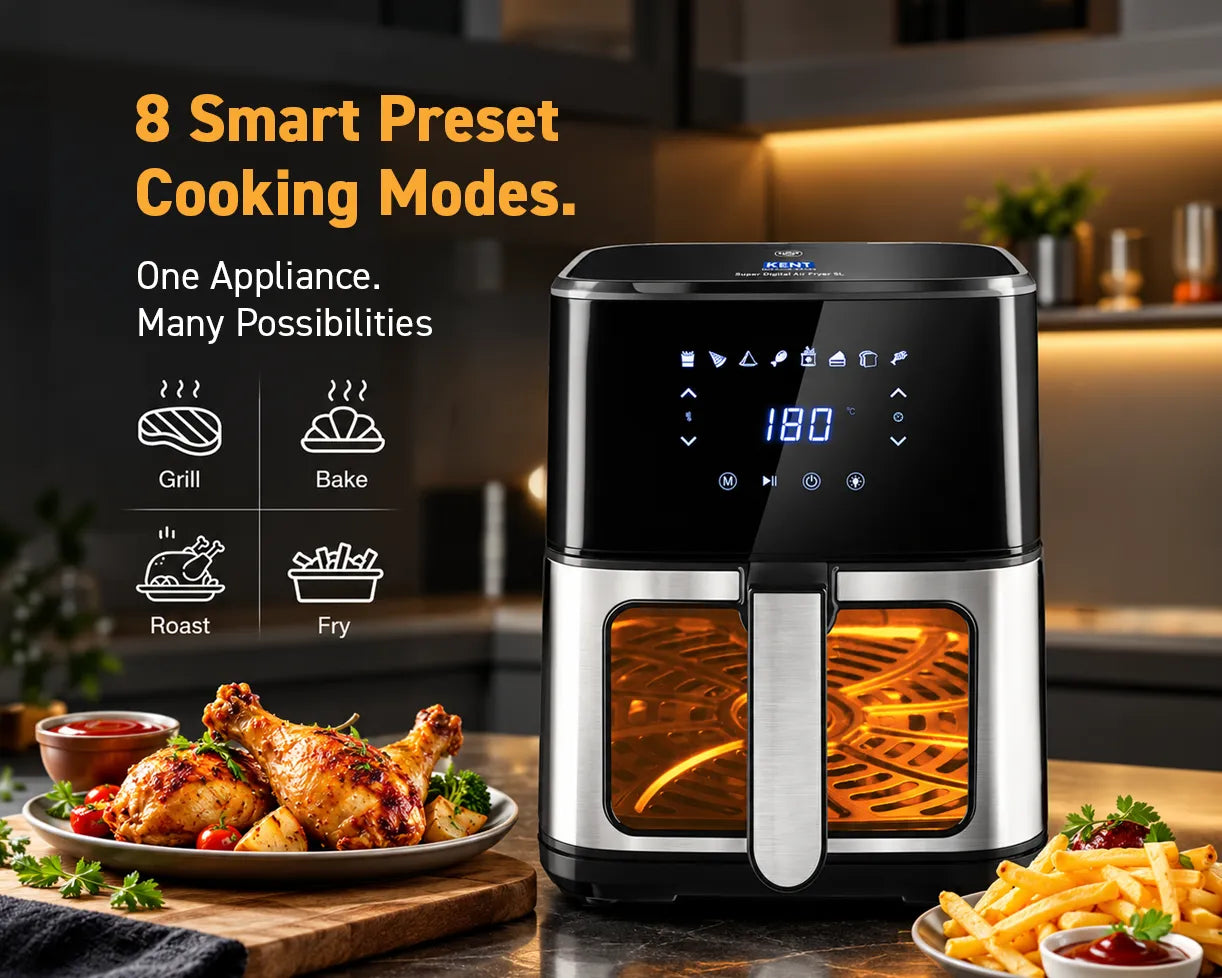 8 Smart Preset
Cooking Modes.
One Appliance.
Many Possibilities
Grill
Bake
Roast
Fry
KENT
Super Digital Air Fryer 5L
180
°C
M